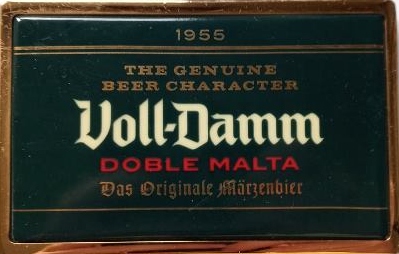 1955
THE GENUINE
BEER CHARACTER
Voll-Damm
DOBLE MALTA
Das Originale Märzenbier